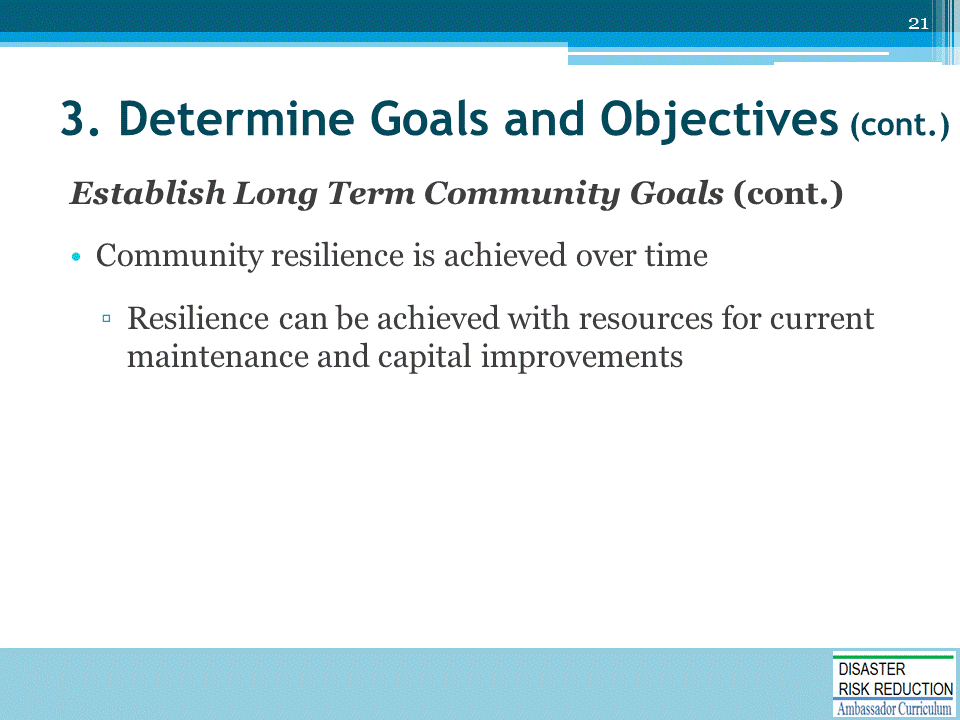 21
3. Determine Goals and Objectives (cont.)
Establish Long Term Community Goals (cont.)
• Community resilience is achieved over time
▫ Resilience can be achieved with resources for current
maintenance and capital improvements
DISASTER
RISK REDUCTION
Ambassador Curriculum